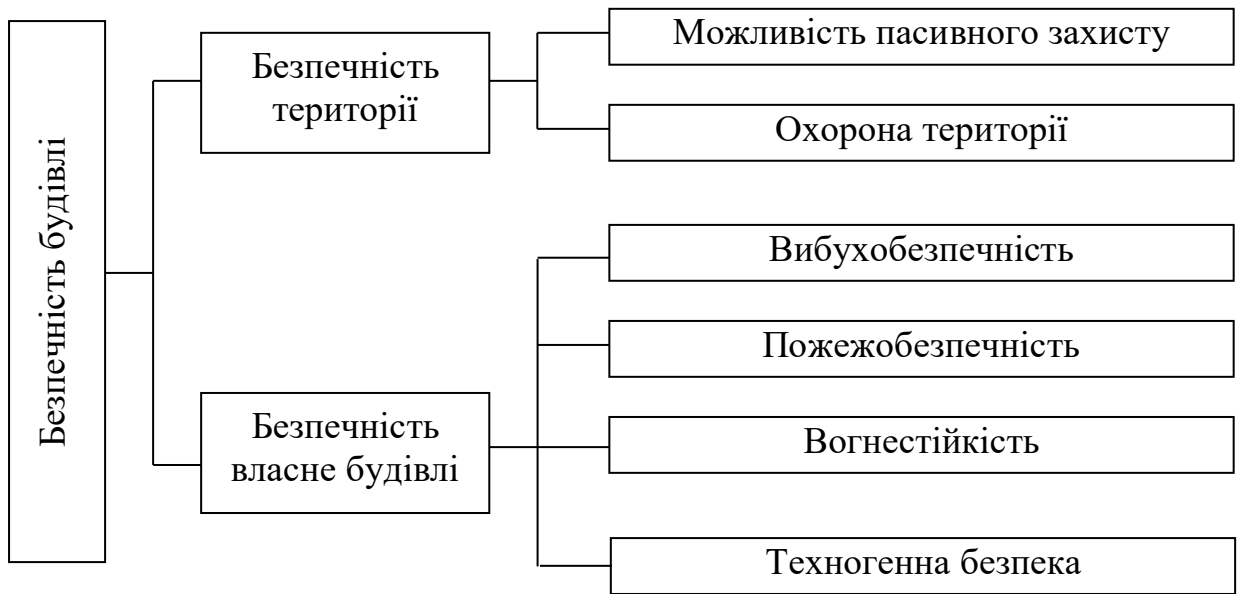 Безпечність будівлі
Безпечність
території
Можливість пасивного захисту
Охорона території
Безпечність
власне будівлі
Вибухобезпечність
Пожежобезпечність
Вогнестійкість
Техногенна безпека